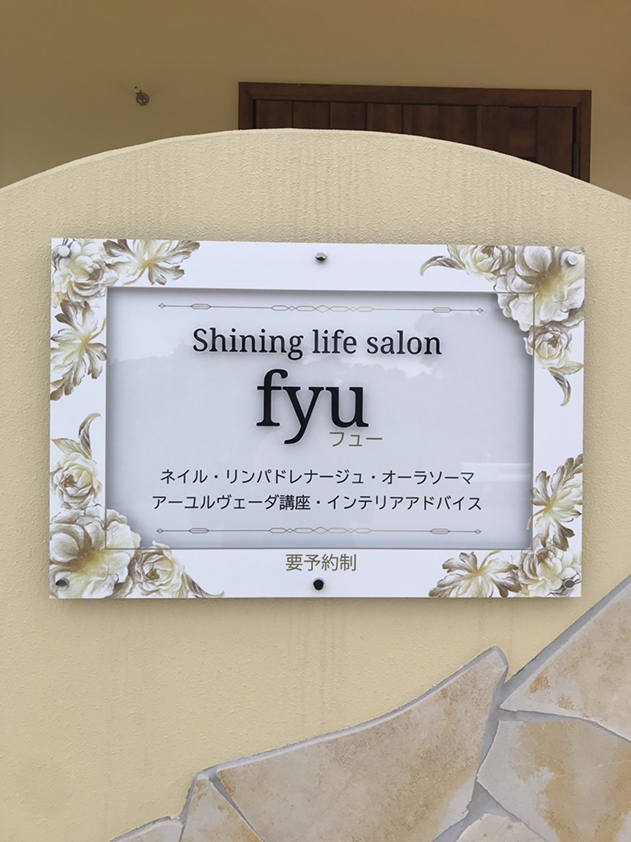 Shining life salon
fyu
フュー
ネイル・リンパドレナージュ・オーラソーマ
アーユルヴェーダ講座・インテリアアドバイス
要予約制